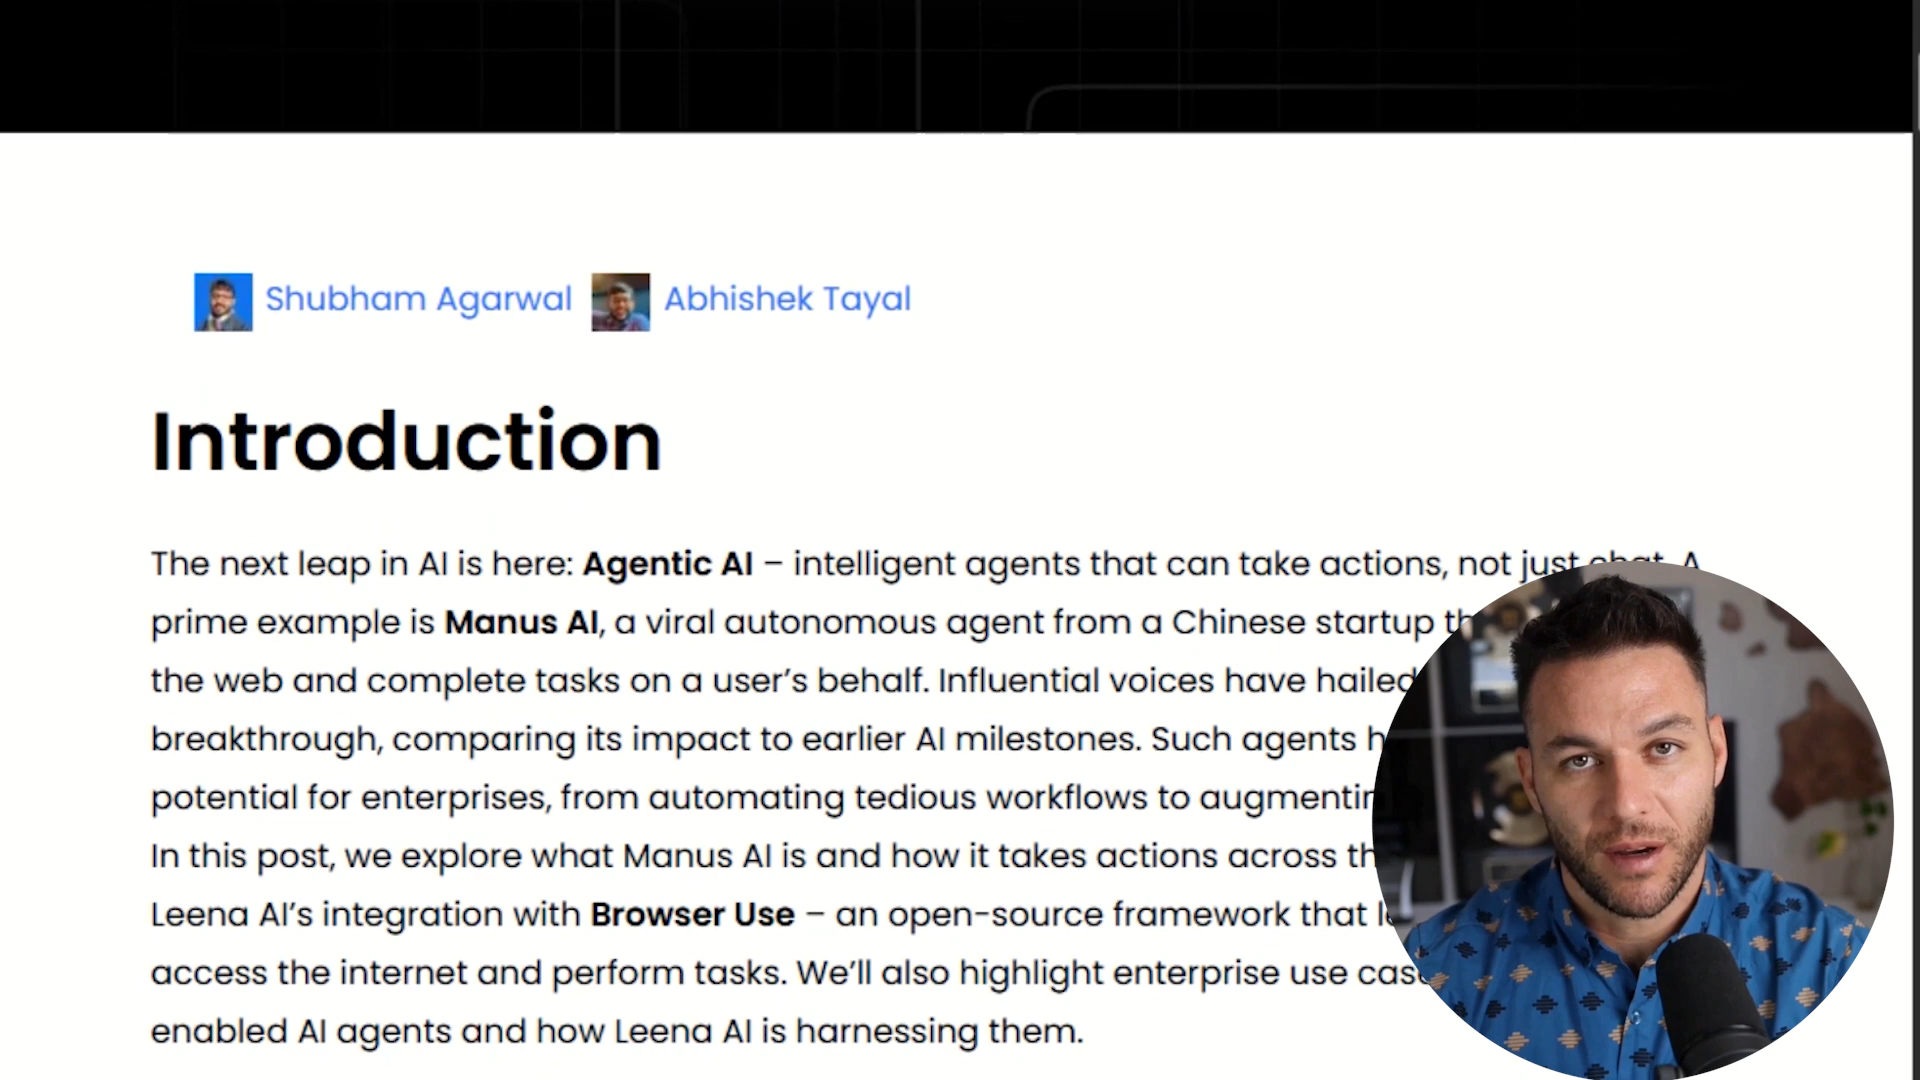 Shubham Agarwal Abhishek Tayal
Introduction
The next leap in AI is here: Agentic AI – intelligent agents that can take actions, not just chat. A
prime example is Manus AI, a viral autonomous agent from a Chinese startup
the web and complete tasks on a user’s behalf. Influential voices have hailed
breakthrough, comparing its impact to earlier AI milestones. Such agents
potential for enterprises, from automating tedious workflows to
In this post, we explore what Manus AI is and how it takes actions across
Leena AI’s integration with Browser Use – an open-source framework that
access the internet and perform tasks. We’ll also highlight enterprise use
enabled AI agents and how Leena AI is harnessing them.